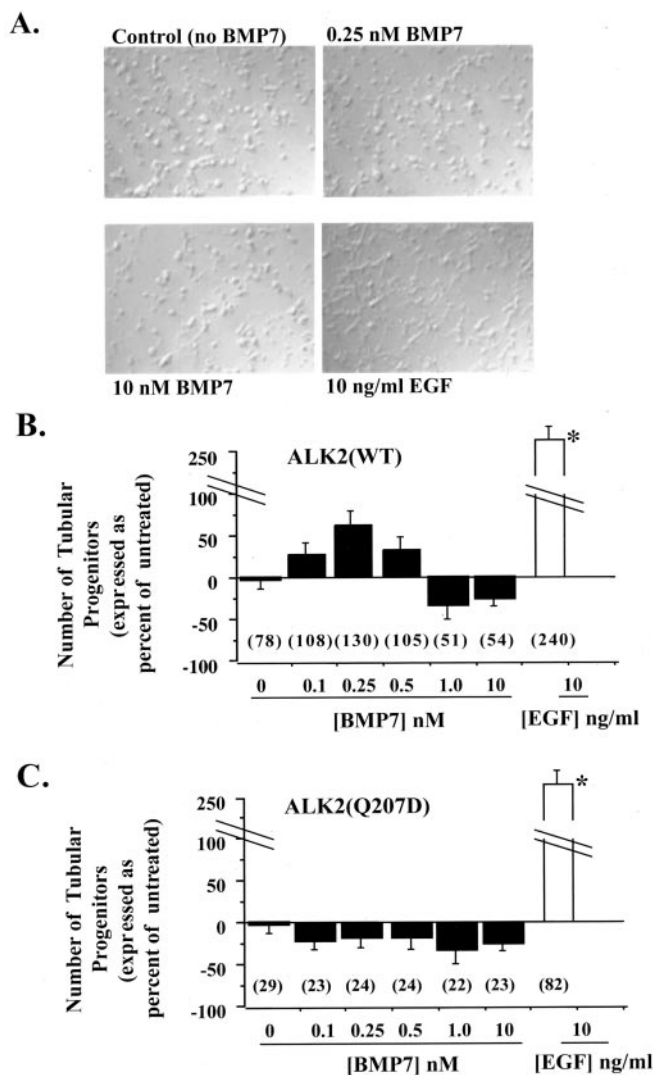 A.
Control (no BMP7)
0.25 nM BMP7
10 nM BMP7
10 ng/ml EGF
B.
ALK2(WT)
Number of Tubular
Progenitors
(expressed as
percent of untreated)
250
100
50
0
-50
-100
(78) (108) (130) (105) (51) (54) (240)
0 0.1 0.25 0.5 1.0 10 10
[BMP7] nM [EGF] ng/ml
*
C.
ALK2(Q207D)
Number of Tubular
Progenitors
(expressed as
percent of untreated)
250
100
50
0
-50
-100
(29) (23) (24) (24) (22) (23) (82)
0 0.1 0.25 0.5 1.0 10 10
[BMP7] nM [EGF] ng/ml
*